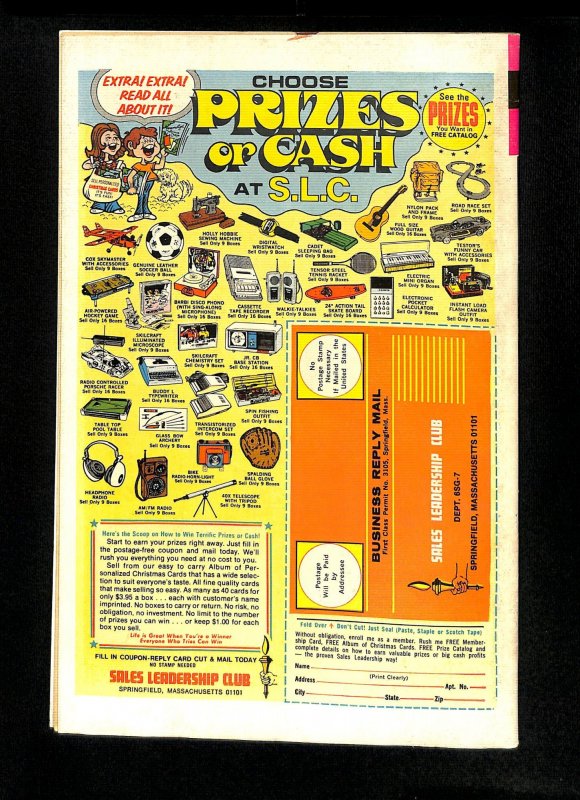 EXTRA! EXTRA!
READ ALL
ABOUT IT!
CHOOSE
PRIZES
or CASH
AT S.L.C.
See the
PRIZES
You Want in
FREE CATALOG
HOLLY HOBBIE
SEWING MACHINE
Sell Only 9 Boxes
DIGITAL
WRISTWATCH
Sell Only 9 Boxes
CADET
SLEEPING BAG
Sell Only 9 Boxes
FULL SIZE
WOOD GUITAR
Sell Only 16 Boxes
NYLON PACK
AND FRAME
Sell Only 9 Boxes
ROAD RACE SET
Sell Only 9 Boxes
COX SKYMASTER
WITH ACCESSORIES
Sell Only 9 Boxes
GENUINE LEATHER
SOCCER BALL
Sell Only 9 Boxes
BARBI DISCO PHONO
(WITH SING-ALONG
MICROPHONE)
Sell Only 16 Boxes
CASSETTE
TAPE RECORDER
Sell Only 16 Boxes
WALKIE-TALKIES
Sell Only 9 Boxes
TENSOR STEEL
TENNIS RACKET
Sell Only 9 Boxes
24" ACTION TAIL
SKATE BOARD
Sell Only 16 Boxes
ELECTRIC
MINI ORGAN
Sell Only 9 Boxes
TESTOR'S
FUNNY CAR
WITH ACCESSORIES
Sell Only 9 Boxes
ELECTRONIC
POCKET
CALCULATOR
Sell Only 9 Boxes
INSTANT LOAD
FLASH CAMERA
OUTFIT
Sell Only 9 Boxes
AIR-POWERED
HOCKEY GAME
Sell Only 16 Boxes
SKILCRAFT
ILLUMINATED
MICROSCOPE
Sell Only 9 Boxes
SKILCRAFT
CHEMISTRY SET
Sell Only 9 Boxes
JR. CB
BASE STATION
Sell Only 9 Boxes
RADIO CONTROLLED
PORSCHE RACER
Sell Only 16 Boxes
BUDDY L
TYPEWRITER
Sell Only 16 Boxes
TABLE TOP
POOL TABLE
Sell Only 9 Boxes
GLASS BOW
ARCHERY
Sell Only 9 Boxes
TRANSISTORIZED
INTERCOM SET
Sell Only 9 Boxes
SPIN FISHING
OUTFIT
Sell Only 9 Boxes
HEADPHONE
RADIO
Sell Only 9 Boxes
AM/FM RADIO
Sell Only 9 Boxes
BIKE
RADIO-HORN-LIGHT
Sell Only 9 Boxes
SPALDING
BALL GLOVE
Sell Only 9 Boxes
40X TELESCOPE
WITH TRIPOD
Sell Only 9 Boxes
Here's the Scoop on How to Win Terrific Prizes or Cash!
Start to earn your prizes right away. Just fill in
the postage-free coupon and mail today. We'll
rush you everything you need at no cost to you.
Sell from our easy to carry Album of Per-
sonalized Christmas Cards that has a wide selec-
tion to suit everyone's taste. All fine quality cards
that make selling so easy. As many as 40 cards for
only $3.95 a box . . . each with customer's name
imprinted. No boxes to carry or return. No risk, no
obligation, no investment. No limit to the number
of prizes you can win . . . or keep $1.00 for each
box you sell.
Life is Great When You're a Winner
Everyone Who Tries Can Win
FILL IN COUPON-REPLY CARD CUT & MAIL TODAY
NO STAMP NEEDED
SALES LEADERSHIP CLUB
SPRINGFIELD, MASSACHUSETTS 01101
No
Postage Stamp
Necessary
If Mailed in the
United States
Postage
Will be Paid
by
Addressee
BUSINESS REPLY MAIL
First Class Permit No. 3105, Springfield, Mass.
SALES LEADERSHIP CLUB
DEPT. 6SG-7
SPRINGFIELD, MASSACHUSETTS 01101
Fold Over ↑ Don't Cut! Just Seal (Paste, Staple or Scotch Tape)
Without obligation, enroll me as a member. Rush me FREE Member-
ship Card, FREE Album of Christmas Cards, FREE Prize Catalog and
complete details on how to earn valuable prizes or big cash profits
— the proven Sales Leadership way!
Name
(Print Clearly)
Address Apt. No.
City State Zip